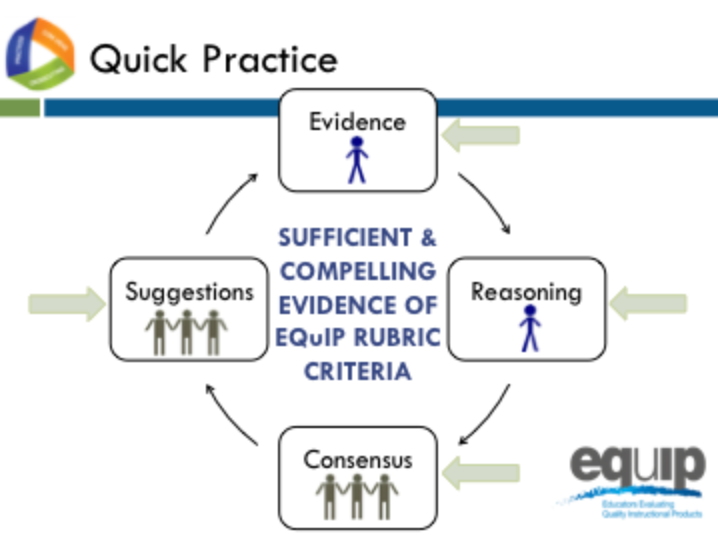 Quick Practice
Evidence
SUFFICIENT &
COMPELLING
EVIDENCE OF
EQuIP RUBRIC
CRITERIA
Suggestions
Reasoning
Consensus
equip
Educators Evaluating
Quality Instructional Products